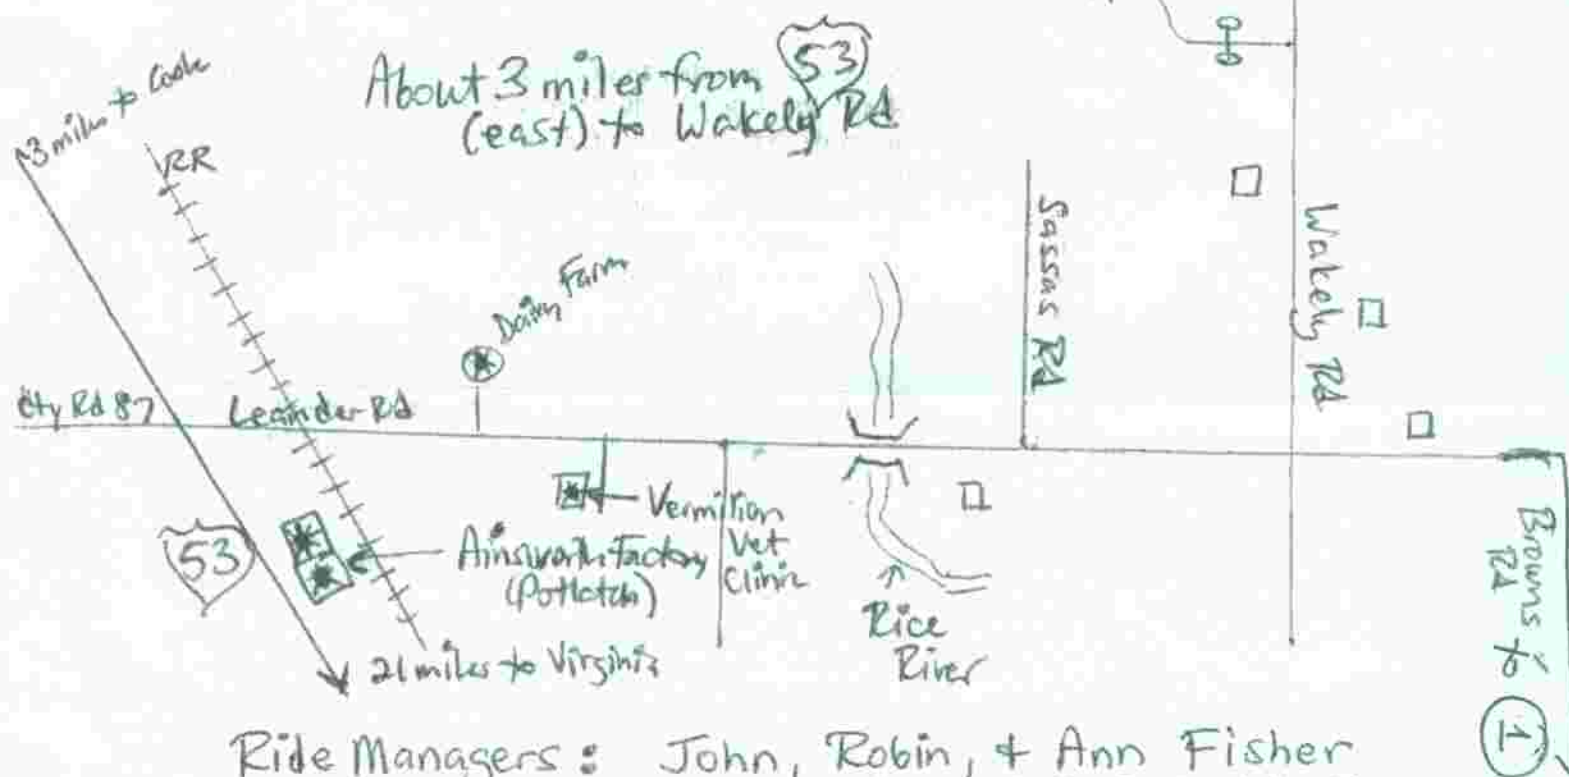 About 3 miles from 53
(east) to Wakely Rd
3 miles to Cook
RR
Dairy Farm
Sassas Rd
Wakely Rd
Cty Rd 87
Leander Rd
Vermilion
Vet
Clinic
Ainsworth Factory
(Potlatch)
53
Rice
River
Browns
Rd
to
1
21 miles to Virginia
Ride Managers: John, Robin, + Ann Fisher